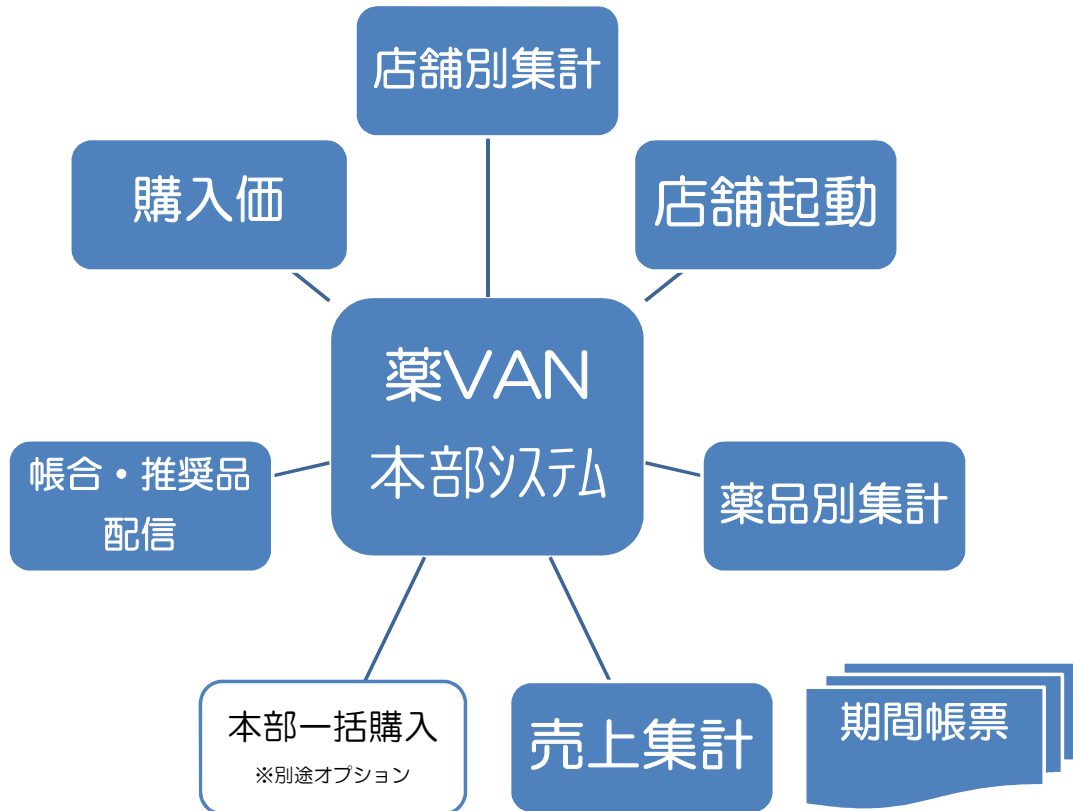 店舗別集計
購入価
店舗起動
薬VAN
本部システム
帳合・推奨品
配信
薬品別集計
本部一括購入
※別途オプション
売上集計
期間帳票